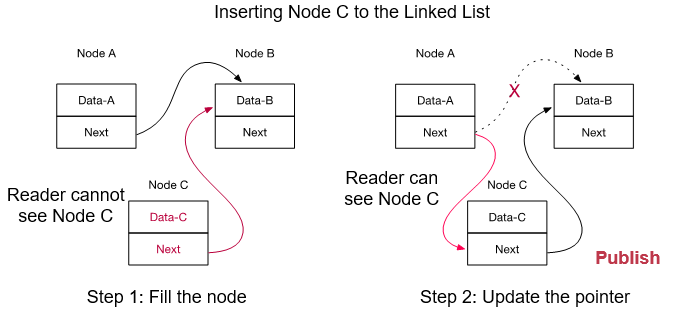 Inserting Node C to the Linked List
Node A
Node B
Data-A
Next
Data-B
Next
Reader cannot
see Node C
Node C
Data-C
Next
Step 1: Fill the node
Node A
Node B
Data-A
Next
X
Data-B
Next
Reader can
see Node C
Node C
Data-C
Next
Publish
Step 2: Update the pointer